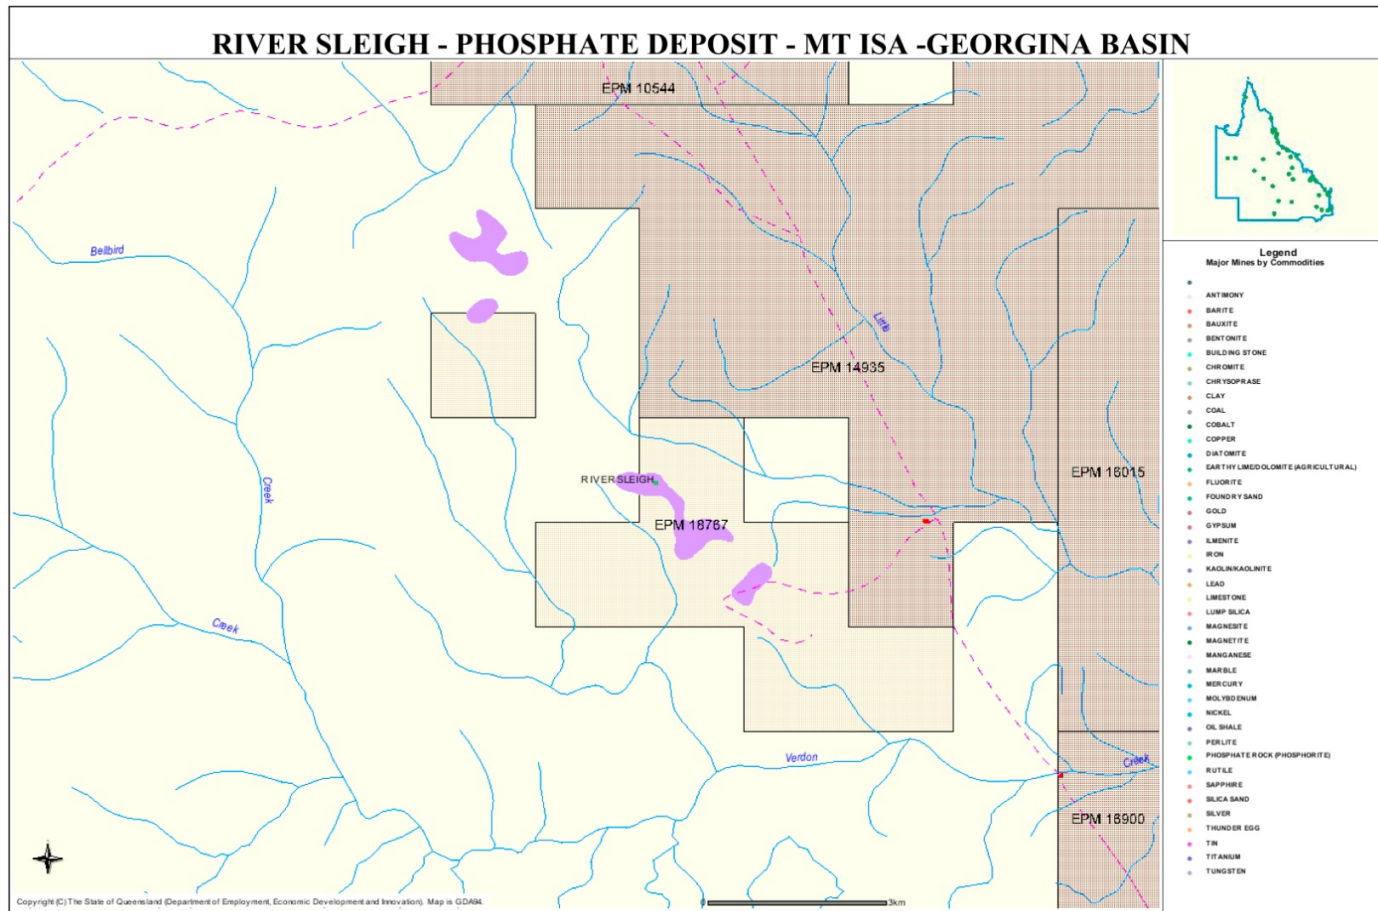 RIVER SLEIGH - PHOSPHATE DEPOSIT - MT ISA -GEORGINA BASIN
EPM 10544
Bellbird
Little
EPM 14935
EPM 16015
RIVERSLEIGH
Creek
EPM 18767
Creek
Verdon
Creek
EPM 16900
0
3km
Copyright (C) The State of Queensland (Department of Employment, Economic Development and Innovation). Map is GDA94.
Legend
Major Mines by Commodities
ANTIMONY
BARITE
BAUXITE
BENTONITE
BUILDING STONE
CHROMITE
CHRYSOPRASE
CLAY
COAL
COBALT
COPPER
DIATOMITE
EARTHY LIME/DOLOMITE (AGRICULTURAL)
FLUORITE
FOUNDRY SAND
GOLD
GYPSUM
ILMENITE
IRON
KAOLIN/KAOLINITE
LEAD
LIMESTONE
LUMP SILICA
MAGNESITE
MAGNETITE
MANGANESE
MARBLE
MERCURY
MOLYBDENUM
NICKEL
OIL SHALE
PERLITE
PHOSPHATE ROCK (PHOSPHORITE)
RUTILE
SAPPHIRE
SILICA SAND
SILVER
THUNDER EGG
TIN
TITANIUM
TUNGSTEN